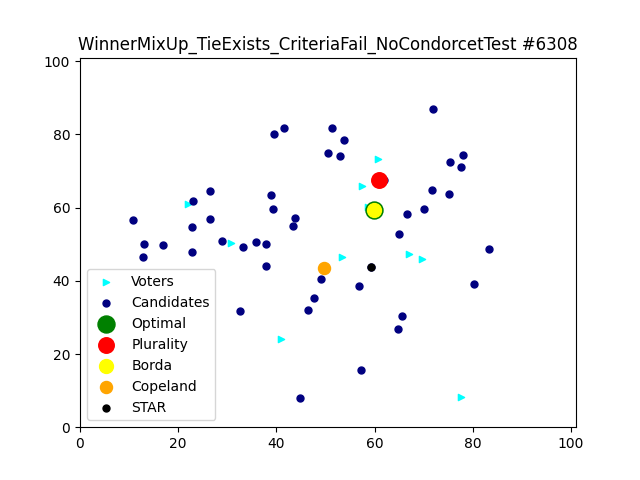 WinnerMixUp_TieExists_CriteriaFail_NoCondorcetTest #6308
100
80
60
40
20
0
Voters
Candidates
Optimal
Plurality
Borda
Copeland
STAR
0 20 40 60 80 100